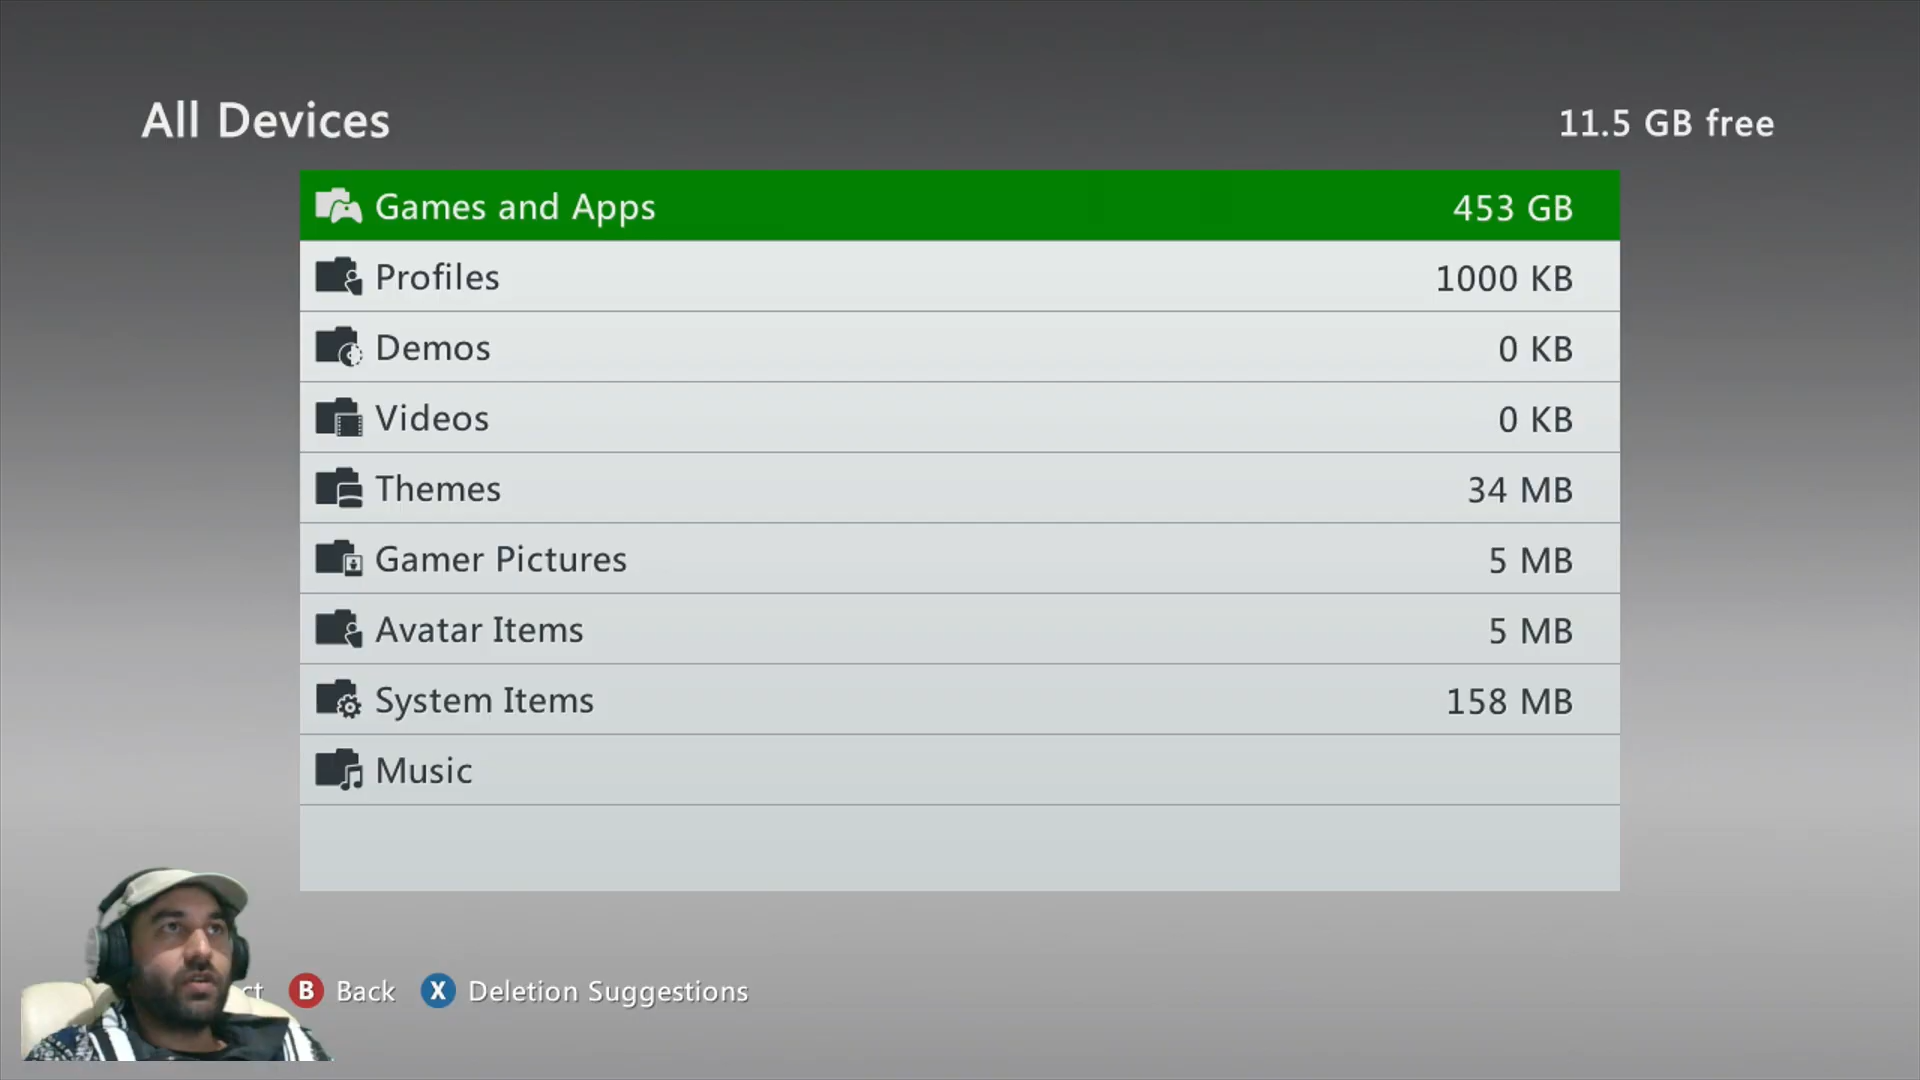 All Devices
11.5 GB free
Games and Apps 453 GB
Profiles 1000 KB
Demos 0 KB
Videos 0 KB
Themes 34 MB
Gamer Pictures 5 MB
Avatar Items 5 MB
System Items 158 MB
Music
B Back X Deletion Suggestions